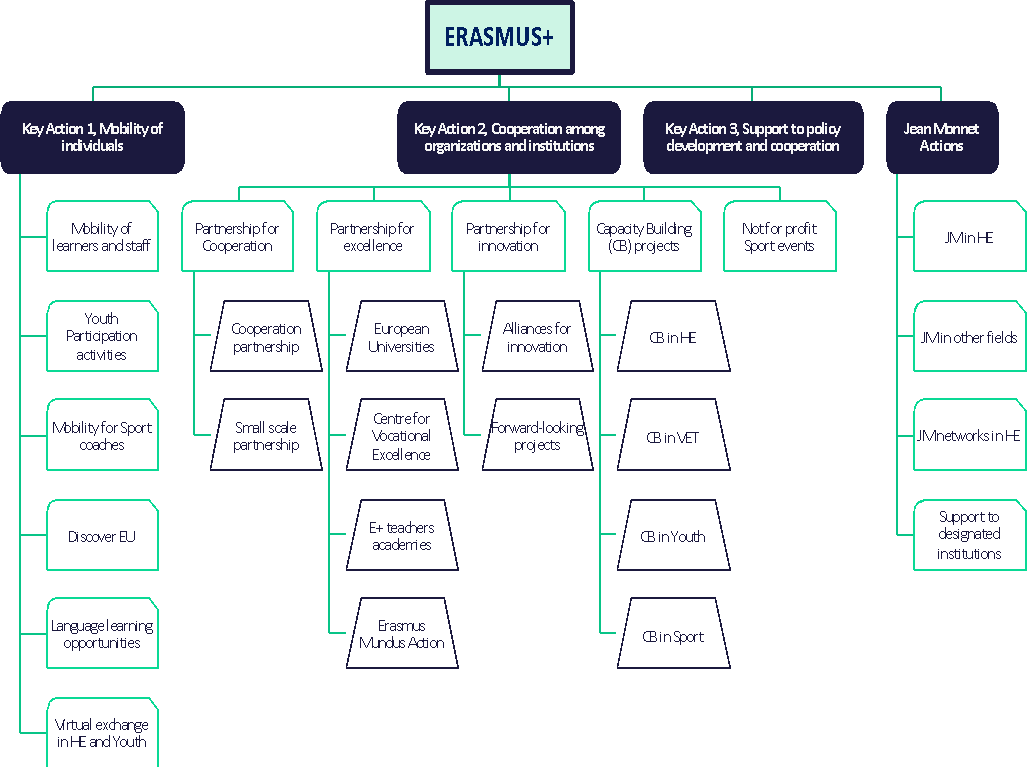 ERASMUS+
Key Action 1, Mobility of
individuals
Key Action 2, Cooperation among
organizations and institutions
Key Action 3, Support to policy
development and cooperation
Jean Monnet
Actions
Mobility of
learners and staff
Youth
Participation
activities
Mobility for Sport
coaches
Discover EU
Language learning
opportunities
Virtual exchange
in HE and Youth
Partnership for
Cooperation
Cooperation
partnership
Small scale
partnership
Partnership for
excellence
European
Universities
Centre for
Vocational
Excellence
E+ teachers
academies
Erasmus
Mundus Action
Partnership for
innovation
Alliances for
innovation
Forward-looking
projects
Capacity Building
(CB) projects
CB in HE
CB in VET
CB in Youth
CB in Sport
Not for profit
Sport events
JM in HE
JM in other fields
JM networks in HE
Support to
designated
institutions